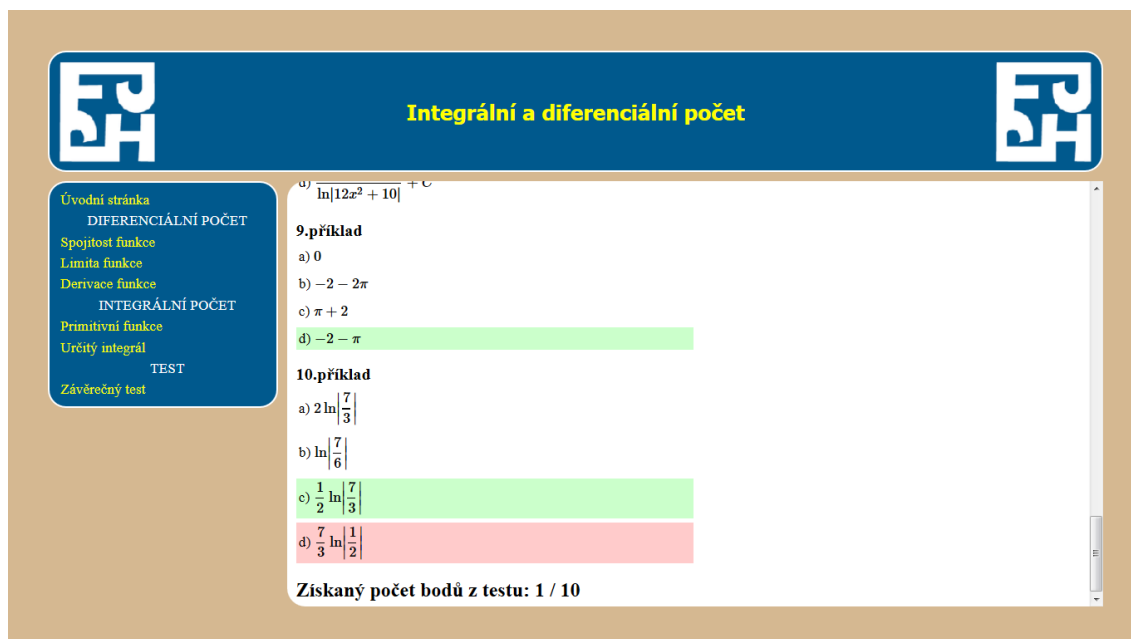 Integrální a diferenciální počet
Úvodní stránka
DIFERENCIÁLNÍ POČET
Spojitost funkce
Limita funkce
Derivace funkce
INTEGRÁLNÍ POČET
Primitivní funkce
Určitý integrál
TEST
Závěrečný test
d) ln|12x² + 10| + C
9.příklad
a) 0
b) −2 − 2π
c) π + 2
d) −2 − π
10.příklad
a) 2 ln|7/3|
b) ln|7/6|
c) 1/2 ln|7/3|
d) 7/3 ln|1/2|
Získaný počet bodů z testu: 1 / 10